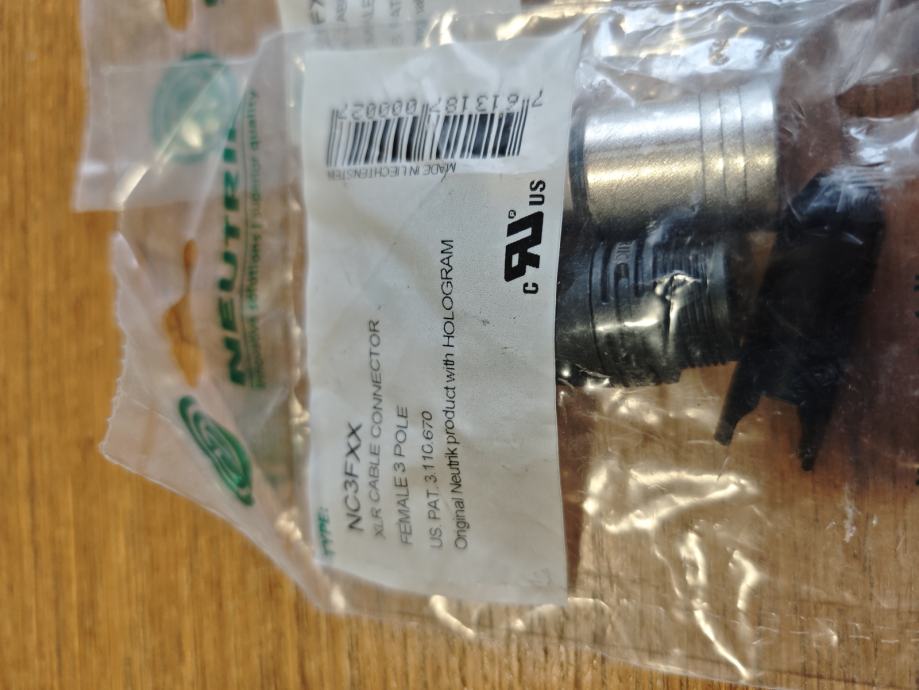 NEUTRIK
TYPE:
NC3FXX
XLR CABLE CONNECTOR
FEMALE 3 POLE
US. PAT. 3.110.670
Original Neutrik product with HOLOGRAM
c RU ® US
MADE IN LIECHTENSTEIN
7 613187 000027